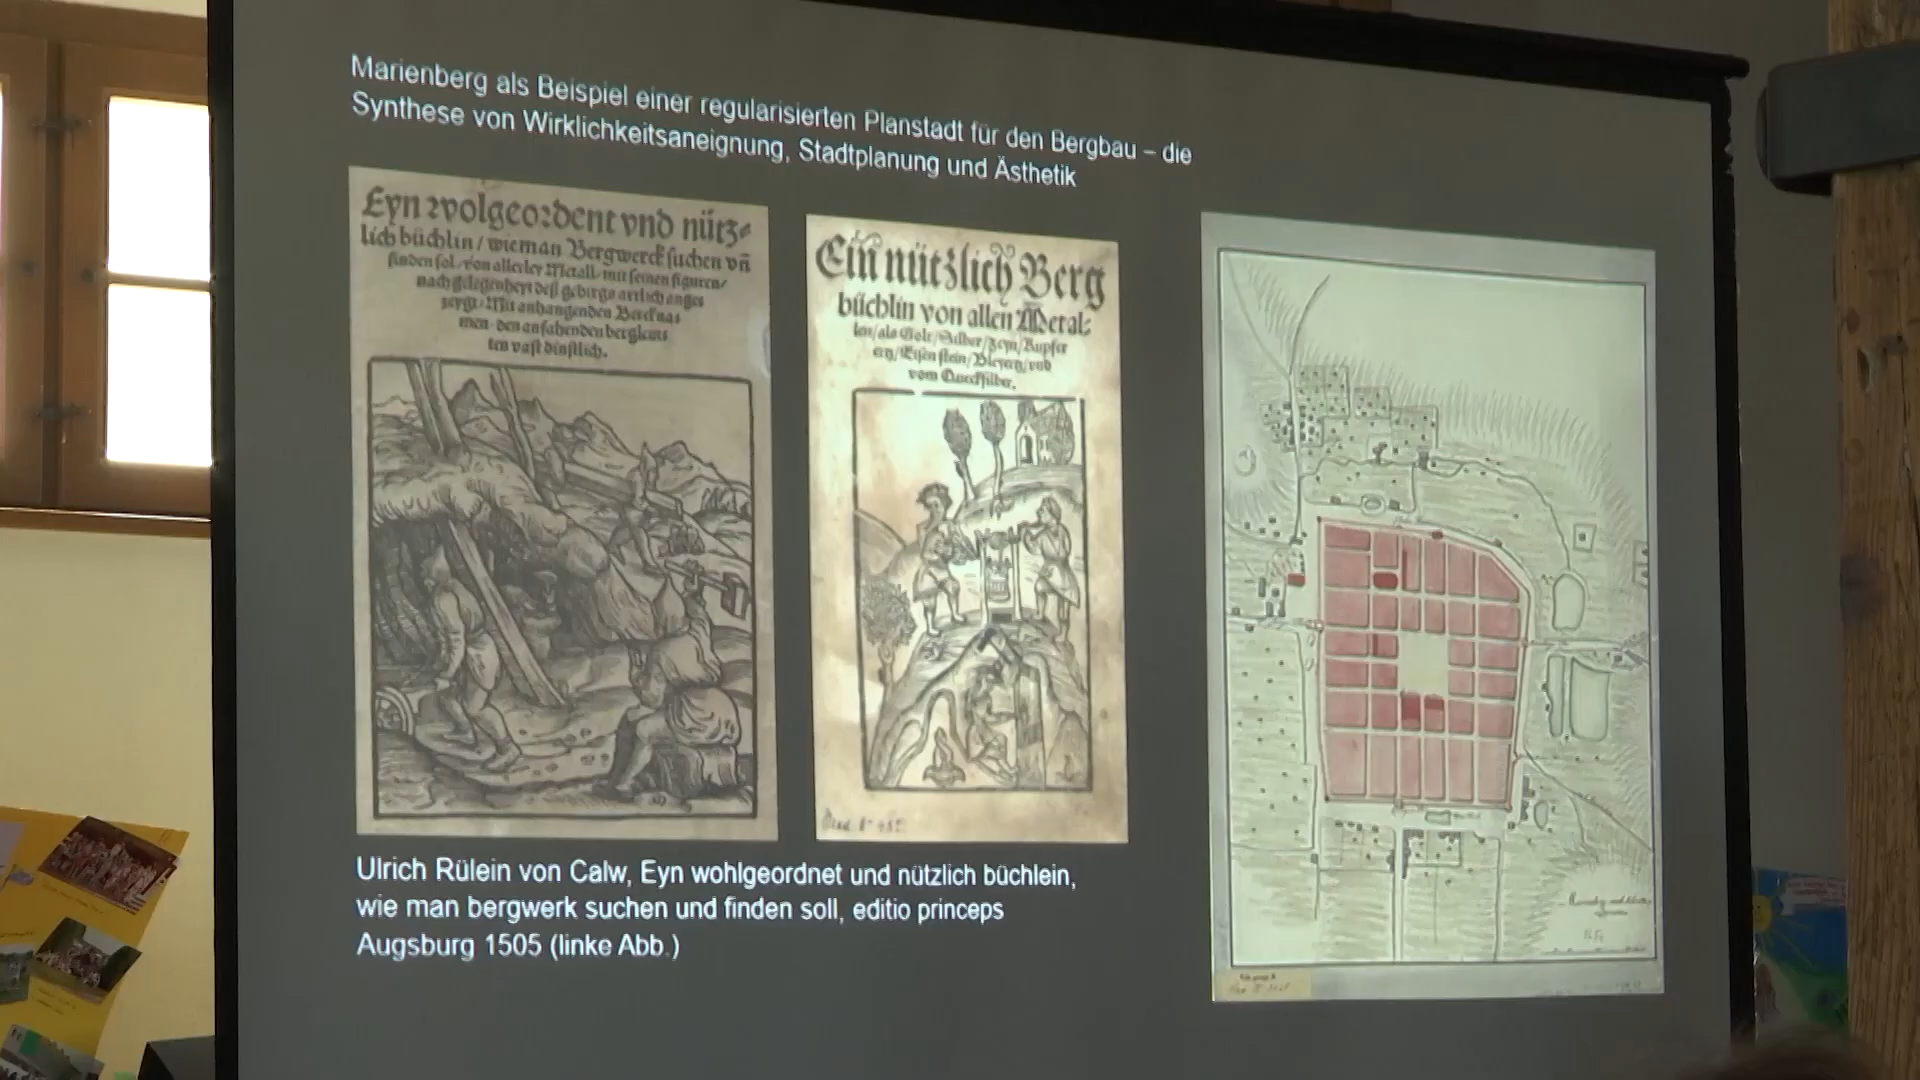 Marienberg als Beispiel einer regularisierten Planstadt für den Bergbau – die
Synthese von Wirklichkeitsaneignung, Stadtplanung und Ästhetik
Eyn wolgeordent vnd nütz-
lich büchlin / wie man Bergwerck suchen vñ
finden sol / von allerley Metall / mit seinen figuren /
nach gelegenheyt deß gebirgs artlich ange
zeygt / Mit anhangenden Berckna
men den anfahenden bergleut
ten vast dinstlich.
Ein nützlich Berg
büchlin von allen Metal-
len / als Golt / Silber / Zeyn / Kupfer
ertz / Eisen stein / Bleyertz / vnd
vom Quecksilber.
Ulrich Rülein von Calw, Eyn wohlgeordnet und nützlich büchlein,
wie man bergwerk suchen und finden soll, editio princeps
Augsburg 1505 (linke Abb.)